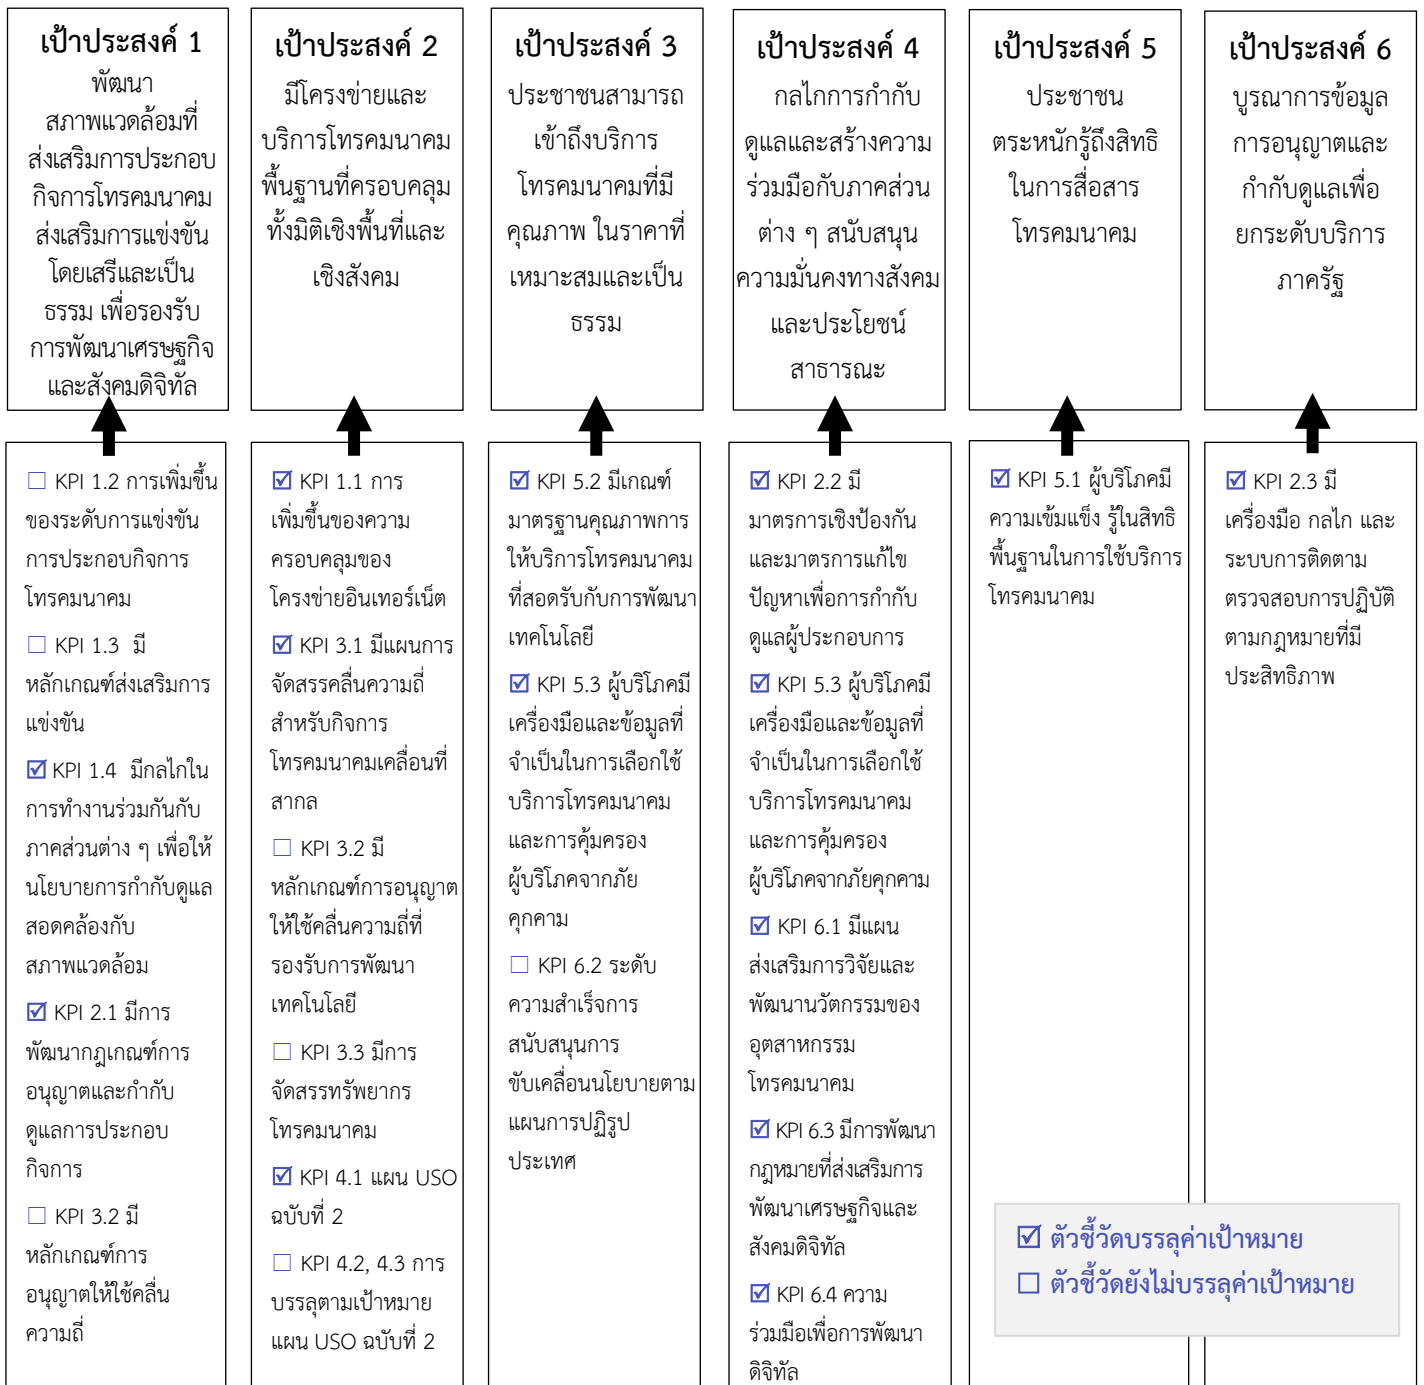 เป้าประสงค์ 1
พัฒนา
สภาพแวดล้อมที่
ส่งเสริมการประกอบ
กิจการโทรคมนาคม
ส่งเสริมการแข่งขัน
โดยเสรีและเป็น
ธรรม เพื่อรองรับ
การพัฒนาเศรษฐกิจ
และสังคมดิจิทัล
เป้าประสงค์ 2
มีโครงข่ายและ
บริการโทรคมนาคม
พื้นฐานที่ครอบคลุม
ทั้งมิติเชิงพื้นที่และ
เชิงสังคม
เป้าประสงค์ 3
ประชาชนสามารถ
เข้าถึงบริการ
โทรคมนาคมที่มี
คุณภาพ ในราคาที่
เหมาะสมและเป็น
ธรรม
เป้าประสงค์ 4
กลไกการกำกับ
ดูแลและสร้างความ
ร่วมมือกับภาคส่วน
ต่าง ๆ สนับสนุน
ความมั่นคงทางสังคม
และประโยชน์
สาธารณะ
เป้าประสงค์ 5
ประชาชน
ตระหนักรู้ถึงสิทธิ
ในการสื่อสาร
โทรคมนาคม
เป้าประสงค์ 6
บูรณาการข้อมูล
การอนุญาตและ
กำกับดูแลเพื่อ
ยกระดับบริการ
ภาครัฐ
☐ KPI 1.2 การเพิ่มขึ้น
ของระดับการแข่งขัน
การประกอบกิจการ
โทรคมนาคม
☐ KPI 1.3 มี
หลักเกณฑ์ส่งเสริมการ
แข่งขัน
☑ KPI 1.4 มีกลไกใน
การทำงานร่วมกันกับ
ภาคส่วนต่าง ๆ เพื่อให้
นโยบายการกำกับดูแล
สอดคล้องกับ
สภาพแวดล้อม
☑ KPI 2.1 มีการ
พัฒนากฎเกณฑ์การ
อนุญาตและกำกับ
ดูแลการประกอบ
กิจการ
☐ KPI 3.2 มี
หลักเกณฑ์การ
อนุญาตให้ใช้คลื่น
ความถี่
☑ KPI 1.1 การ
เพิ่มขึ้นของความ
ครอบคลุมของ
โครงข่ายอินเทอร์เน็ต
☑ KPI 3.1 มีแผนการ
จัดสรรคลื่นความถี่
สำหรับกิจการ
โทรคมนาคมเคลื่อนที่
สากล
☐ KPI 3.2 มี
หลักเกณฑ์การอนุญาต
ให้ใช้คลื่นความถี่ที่
รองรับการพัฒนา
เทคโนโลยี
☐ KPI 3.3 มีการ
จัดสรรทรัพยากร
โทรคมนาคม
☑ KPI 4.1 แผน USO
ฉบับที่ 2
☐ KPI 4.2, 4.3 การ
บรรลุตามเป้าหมาย
แผน USO ฉบับที่ 2
☑ KPI 5.2 มีเกณฑ์
มาตรฐานคุณภาพการ
ให้บริการโทรคมนาคม
ที่สอดรับกับการพัฒนา
เทคโนโลยี
☑ KPI 5.3 ผู้บริโภคมี
เครื่องมือและข้อมูลที่
จำเป็นในการเลือกใช้
บริการโทรคมนาคม
และการคุ้มครอง
ผู้บริโภคจากภัย
คุกคาม
☐ KPI 6.2 ระดับ
ความสำเร็จการ
สนับสนุนการ
ขับเคลื่อนนโยบายตาม
แผนการปฏิรูป
ประเทศ
☑ KPI 2.2 มี
มาตรการเชิงป้องกัน
และมาตรการแก้ไข
ปัญหาเพื่อการกำกับ
ดูแลผู้ประกอบการ
☑ KPI 5.3 ผู้บริโภคมี
เครื่องมือและข้อมูลที่
จำเป็นในการเลือกใช้
บริการโทรคมนาคม
และการคุ้มครอง
ผู้บริโภคจากภัยคุกคาม
☑ KPI 6.1 มีแผน
ส่งเสริมการวิจัยและ
พัฒนานวัตกรรมของ
อุตสาหกรรม
โทรคมนาคม
☑ KPI 6.3 มีการพัฒนา
กฎหมายที่ส่งเสริมการ
พัฒนาเศรษฐกิจและ
สังคมดิจิทัล
☑ KPI 6.4 ความ
ร่วมมือเพื่อการพัฒนา
ดิจิทัล
☑ KPI 5.1 ผู้บริโภคมี
ความเข้มแข็ง รู้ในสิทธิ
พื้นฐานในการใช้บริการ
โทรคมนาคม
☑ KPI 2.3 มี
เครื่องมือ กลไก และ
ระบบการติดตาม
ตรวจสอบการปฏิบัติ
ตามกฎหมายที่มี
ประสิทธิภาพ
☑ ตัวชี้วัดบรรลุค่าเป้าหมาย
☐ ตัวชี้วัดยังไม่บรรลุค่าเป้าหมาย